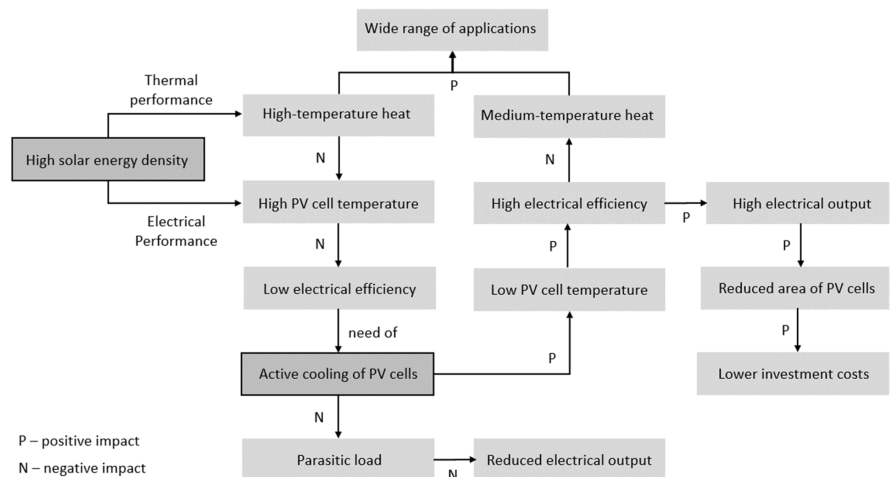 Wide range of applications
P
Thermal
performance
High-temperature heat
Medium-temperature heat
High solar energy density
N
N
Electrical
Performance
High PV cell temperature
High electrical efficiency
P
High electrical output
N
P
P
Low electrical efficiency
Low PV cell temperature
Reduced area of PV cells
need of
P
P
Active cooling of PV cells
Lower investment costs
N
P – positive impact
N – negative impact
Parasitic load
N
Reduced electrical output